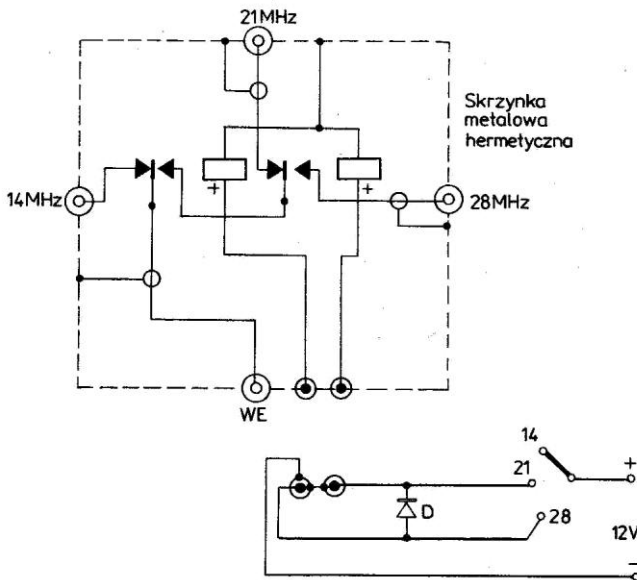 21MHz
Skrzynka
metalowa
hermetyczna
+
+
14MHz
28MHz
WE
14
21
+
D
28
12V
−